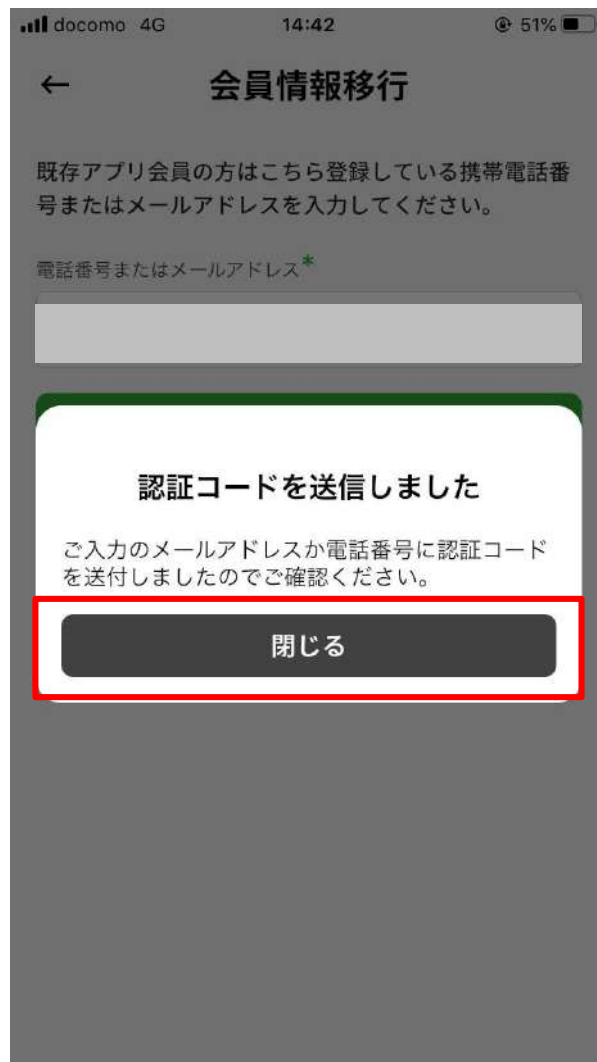 docomo 4G 14:42 51%
← 会員情報移行
既存アプリ会員の方はこちら登録している携帯電話番
号またはメールアドレスを入力してください。
電話番号またはメールアドレス*
認証コードを送信しました
ご入力のメールアドレスか電話番号に認証コード
を送付しましたのでご確認ください。
閉じる